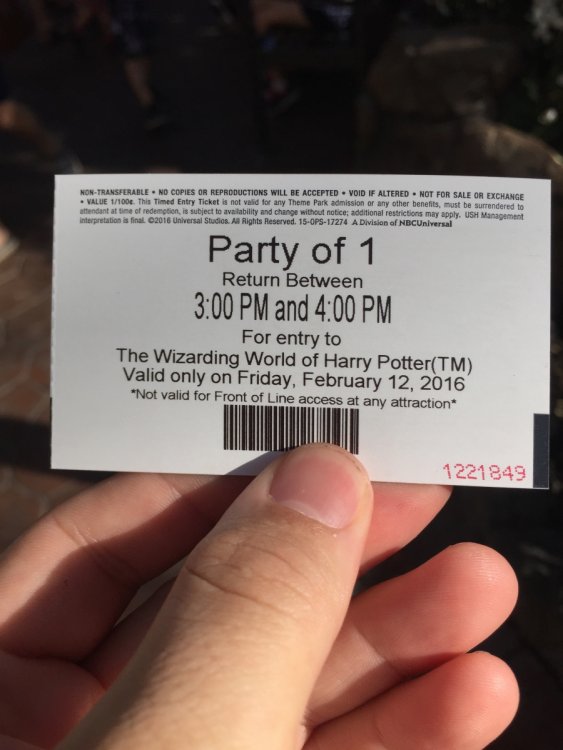 NON-TRANSFERABLE • NO COPIES OR REPRODUCTIONS WILL BE ACCEPTED • VOID IF ALTERED • NOT FOR SALE OR EXCHANGE
• VALUE 1/100¢. This Timed Entry Ticket is not valid for any Theme Park admission or any other benefits, must be surrendered to
attendant at time of redemption, is subject to availability and change without notice; additional restrictions may apply. USH Management
interpretation is final. ©2016 Universal Studios. All Rights Reserved. 15-OPS-17274 A Division of NBCUniversal
Party of 1
Return Between
3:00 PM and 4:00 PM
For entry to
The Wizarding World of Harry Potter(TM)
Valid only on Friday, February 12, 2016
*Not valid for Front of Line access at any attraction*
1221849